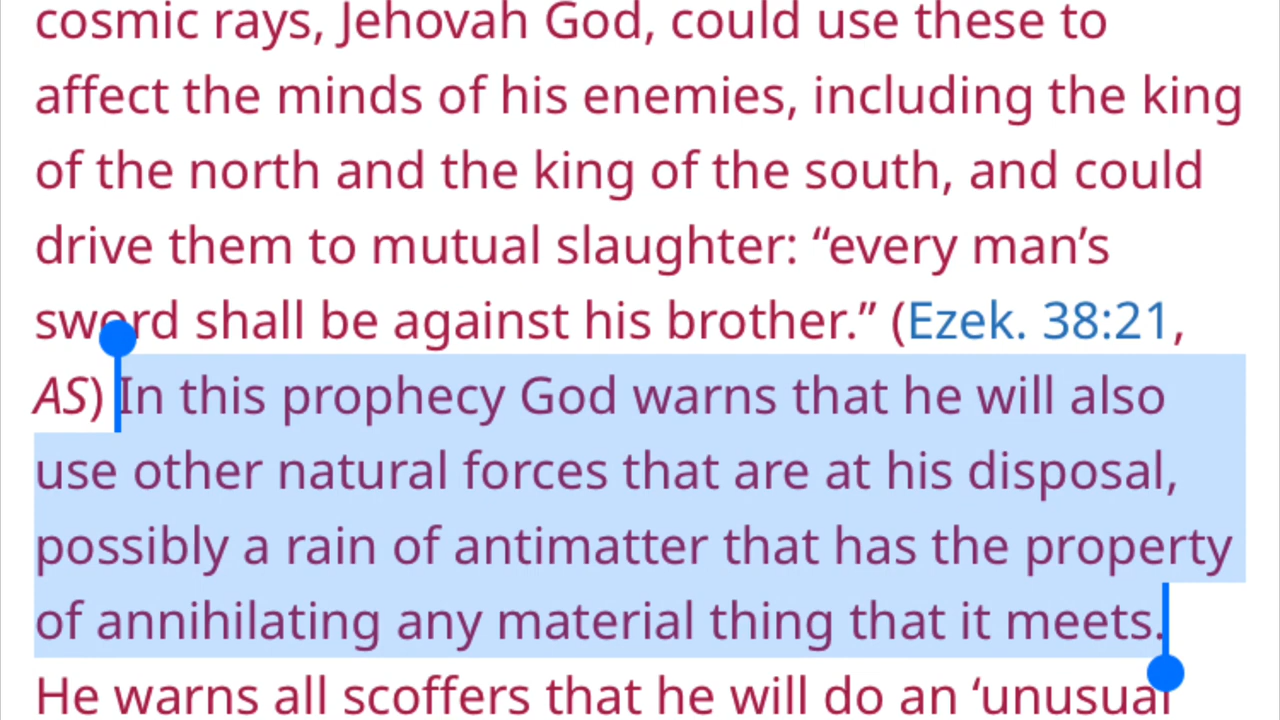 cosmic rays, Jehovah God, could use these to
affect the minds of his enemies, including the king
of the north and the king of the south, and could
drive them to mutual slaughter: “every man’s
sword shall be against his brother.” (Ezek. 38:21,
AS) In this prophecy God warns that he will also
use other natural forces that are at his disposal,
possibly a rain of antimatter that has the property
of annihilating any material thing that it meets.
He warns all scoffers that he will do an ‘unusual